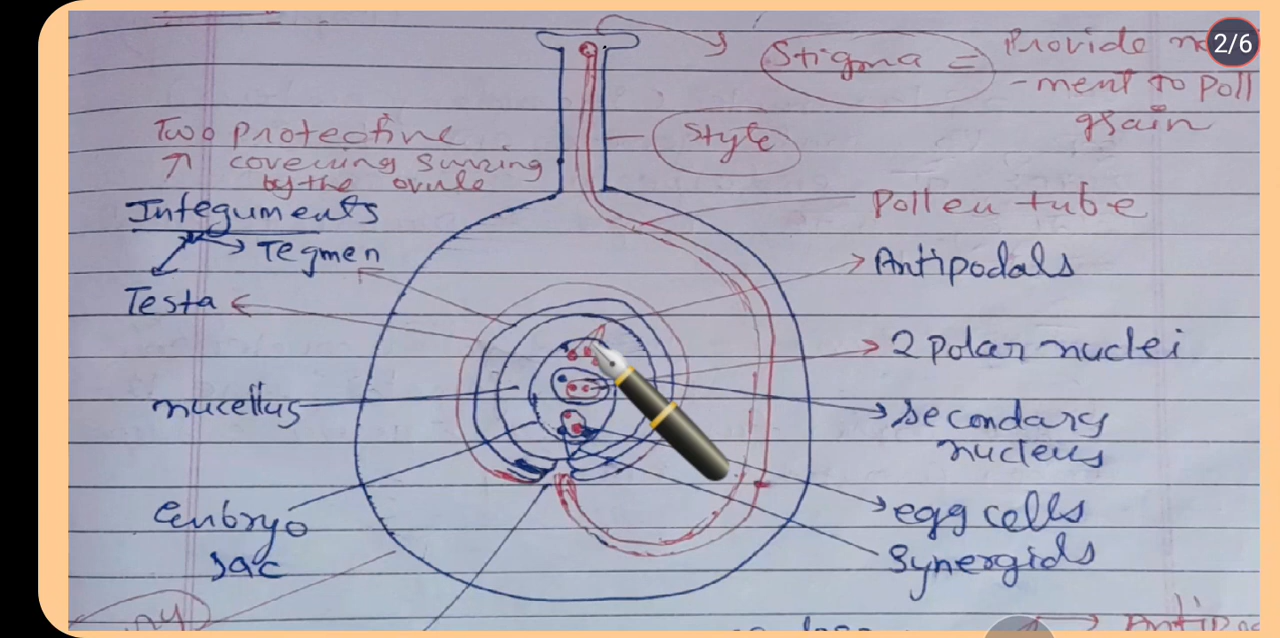 2/6
Stigma = Provide
-ment to poll
grain
Two protective
covering
by the ovule
Style
Integuments
Tegmen
Testa
Pollen tube
Antipodals
2 polar nuclei
nucellus
secondary
nucleus
Embryo
sac
egg cells
Synergids